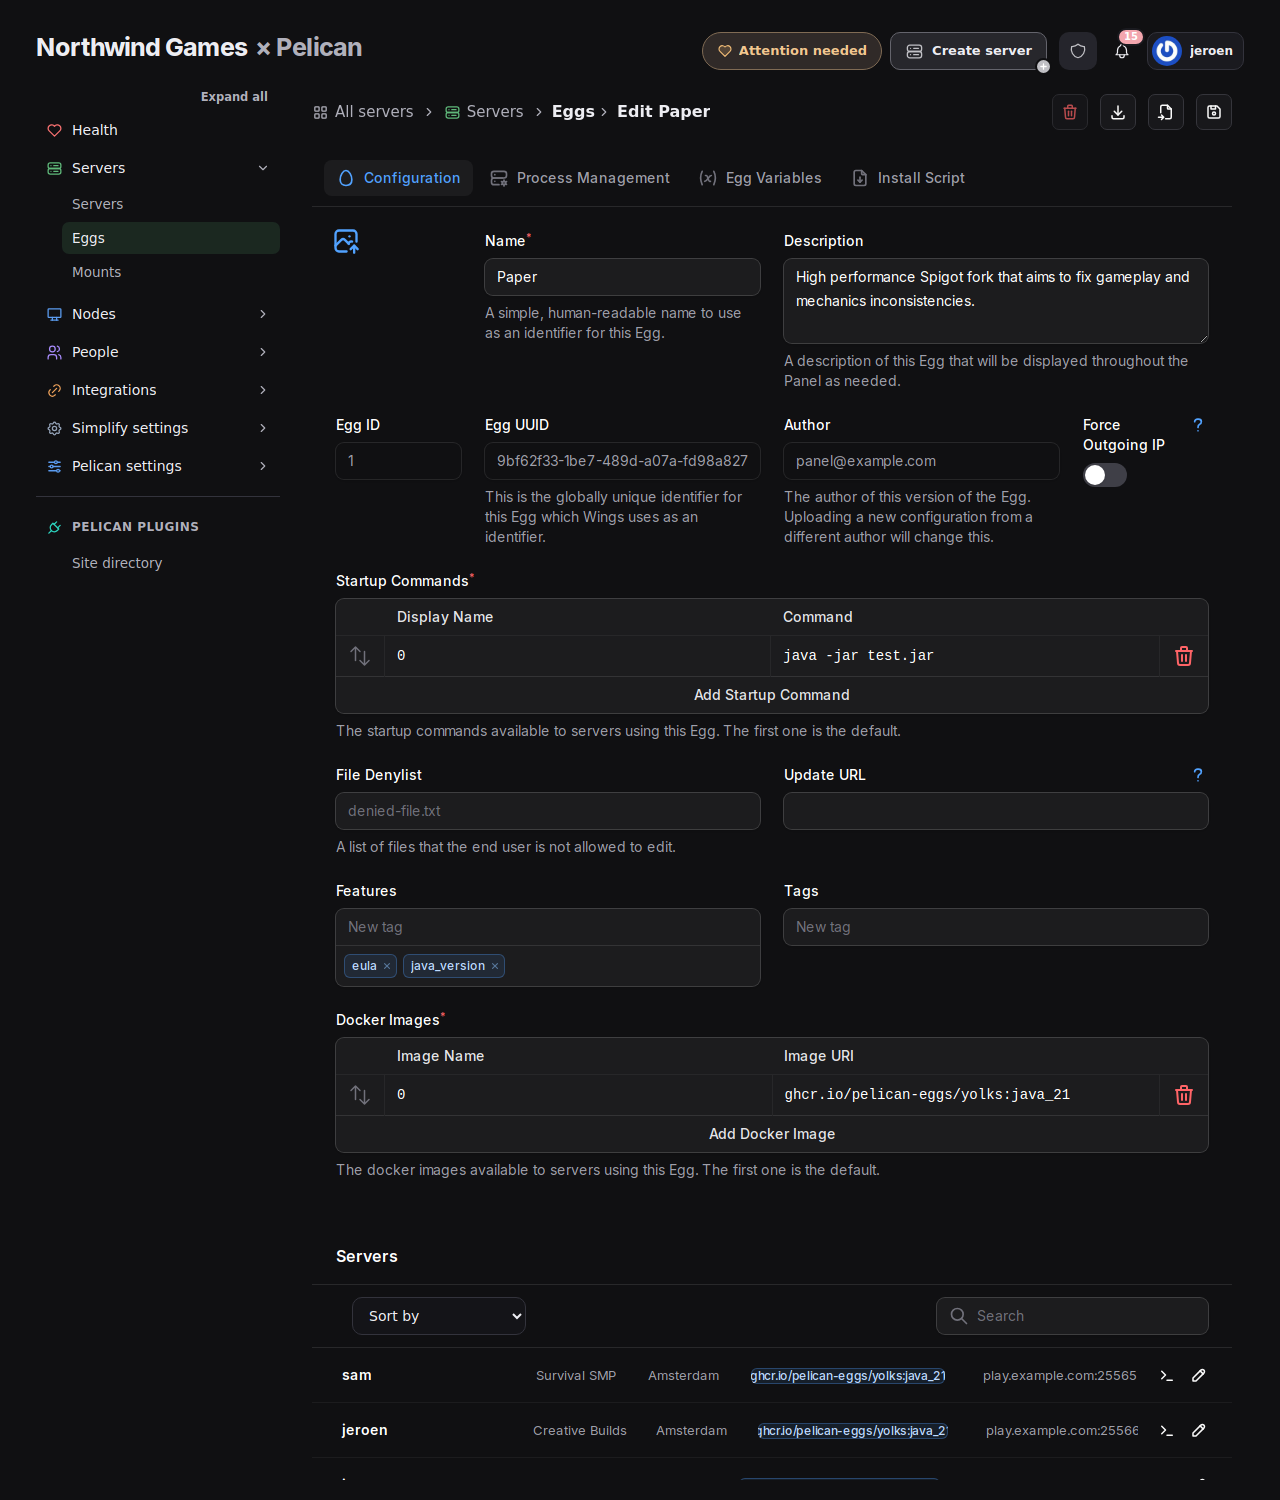 Northwind Games × Pelican
Attention needed
Create server
15
jeroen
Expand all
Health
Servers
Servers
Eggs
Mounts
Nodes
People
Integrations
Simplify settings
Pelican settings
PELICAN PLUGINS
Site directory
All servers > Servers > Eggs > Edit Paper
Configuration
Process Management
Egg Variables
Install Script
Name*
Paper
A simple, human-readable name to use
as an identifier for this Egg.
Description
High performance Spigot fork that aims to fix gameplay and
mechanics inconsistencies.
A description of this Egg that will be displayed throughout the
Panel as needed.
Egg ID
1
Egg UUID
9bf62f33-1be7-489d-a07a-fd98a827
This is the globally unique identifier for
this Egg which Wings uses as an
identifier.
Author
panel@example.com
The author of this version of the Egg.
Uploading a new configuration from a
different author will change this.
Force
Outgoing IP
?
Startup Commands*
Display Name
Command
0
java -jar test.jar
Add Startup Command
The startup commands available to servers using this Egg. The first one is the default.
File Denylist
denied-file.txt
A list of files that the end user is not allowed to edit.
Update URL
?
Features
New tag
eula ×
java_version ×
Tags
New tag
Docker Images*
Image Name
Image URI
0
ghcr.io/pelican-eggs/yolks:java_21
Add Docker Image
The docker images available to servers using this Egg. The first one is the default.
Servers
Sort by
Search
sam
Survival SMP
Amsterdam
ghcr.io/pelican-eggs/yolks:java_21
play.example.com:25565
jeroen
Creative Builds
Amsterdam
ghcr.io/pelican-eggs/yolks:java_21
play.example.com:25566